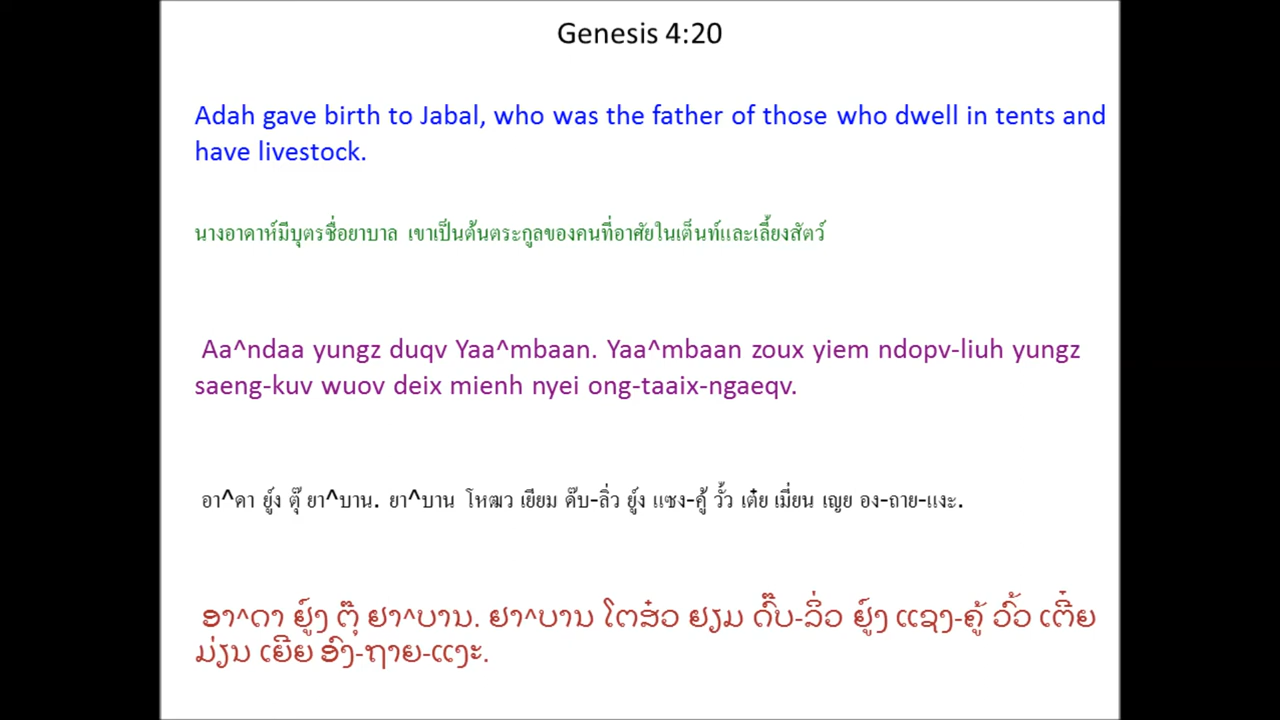 Genesis 4:20
Adah gave birth to Jabal, who was the father of those who dwell in tents and
have livestock.
นางอาดาห์มีบุตรชื่อยาบาล เขาเป็นต้นตระกูลของคนที่อาศัยในเต็นท์และเลี้ยงสัตว์
Aa^ndaa yungz duqv Yaa^mbaan. Yaa^mbaan zoux yiem ndopv-liuh yungz
saeng-kuv wuov deix mienh nyei ong-taaix-ngaeqv.
อา^ดา ยู์ง ตุ๊ ยา^บาน. ยา^บาน โหฒว เยียม ด๊บ-ลิ่ว ยู์ง แซง-คู้ วั้ว เต๋ย เมี่ยน เญย อง-ถาย-แงะ.
ອາ^ດາ ຢູ໌ງ ຕຸ໊ ຢາ^ບານ. ຢາ^ບານ ໂຕສ໋ວ ຢຽມ ດົ໊ບ-ລິ່ວ ຢູ໌ງ ແຊງ-ຄູ້ ວົ້ວ ເຕີ໋ຍ
ມ່ຽນ ເຍີຍ ອົງ-ຖາຍ-ແງະ.